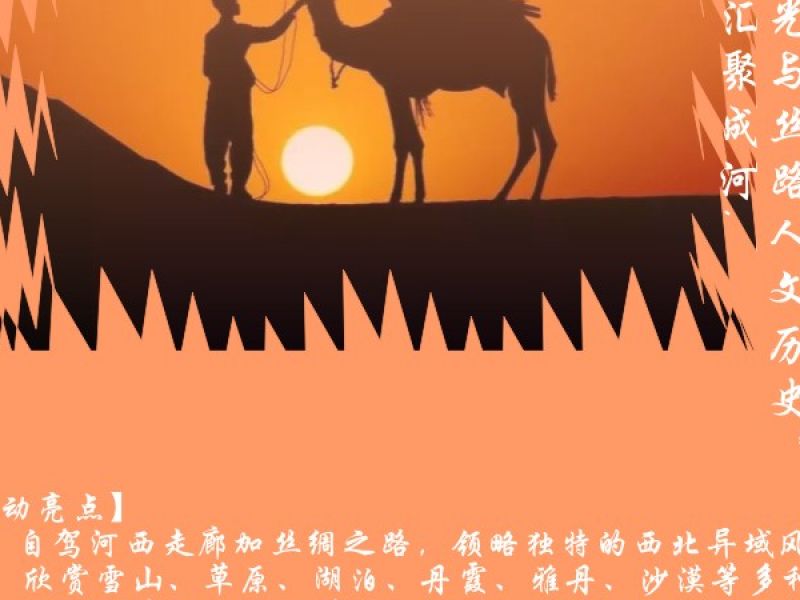 光与丝路人文历史，
汇聚成河，
动亮点】
自驾河西走廊加丝绸之路，领略独特的西北异域风
欣赏雪山、草原、湖泊、丹霞、雅丹、沙漠等多种